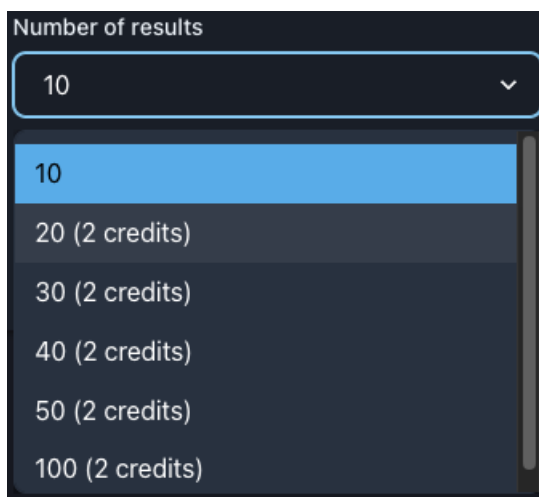 Number of results
10
10
20 (2 credits)
30 (2 credits)
40 (2 credits)
50 (2 credits)
100 (2 credits)